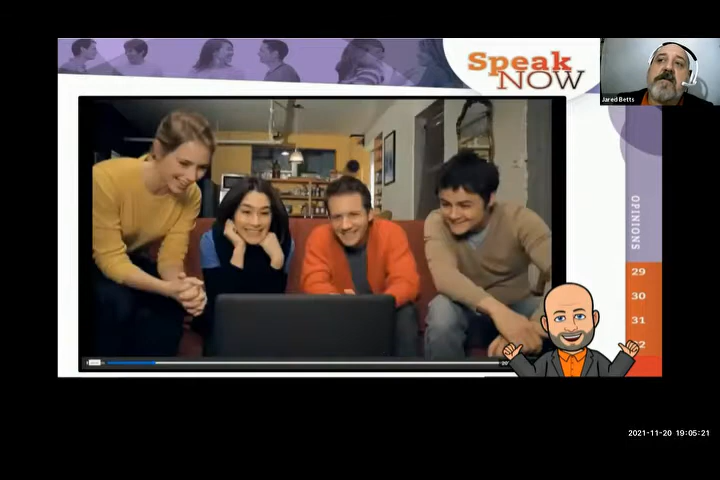 Speak
NOW
Jared Betts
OPINIONS
29
30
31
2021-11-20 19:05:21